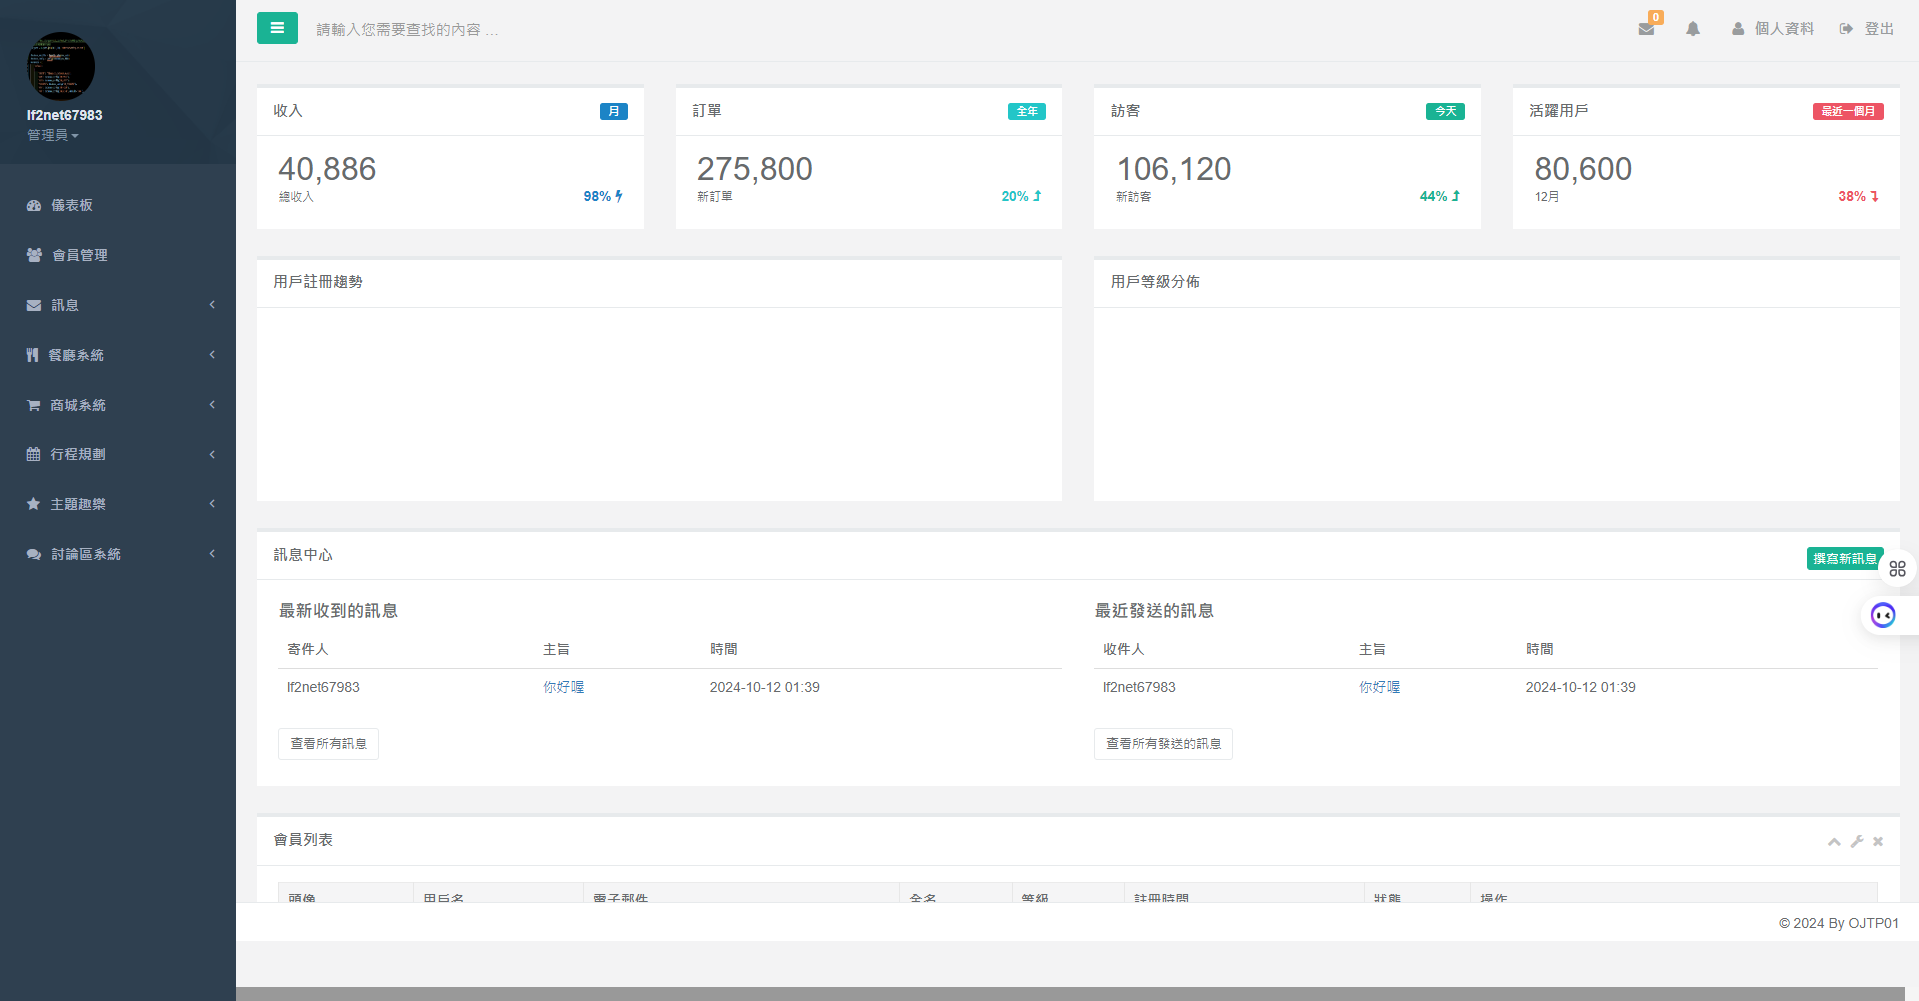 請輸入您需要查找的內容 ...
0
個人資料
登出
lf2net67983
管理員
儀表板
會員管理
訊息
餐廳系統
商城系統
行程規劃
主題趣樂
討論區系統
收入
月
40,886
總收入
98%
訂單
全年
275,800
新訂單
20%
訪客
今天
106,120
新訪客
44%
活躍用戶
最近一個月
80,600
12月
38%
用戶註冊趨勢
用戶等級分佈
訊息中心
撰寫新訊息
最新收到的訊息
寄件人 主旨 時間
lf2net67983 你好喔 2024-10-12 01:39
查看所有訊息
最近發送的訊息
收件人 主旨 時間
lf2net67983 你好喔 2024-10-12 01:39
查看所有發送的訊息
會員列表
頭像 用戶名 電子郵件 全名 等級 註冊時間 狀態 操作
© 2024 By OJTP01